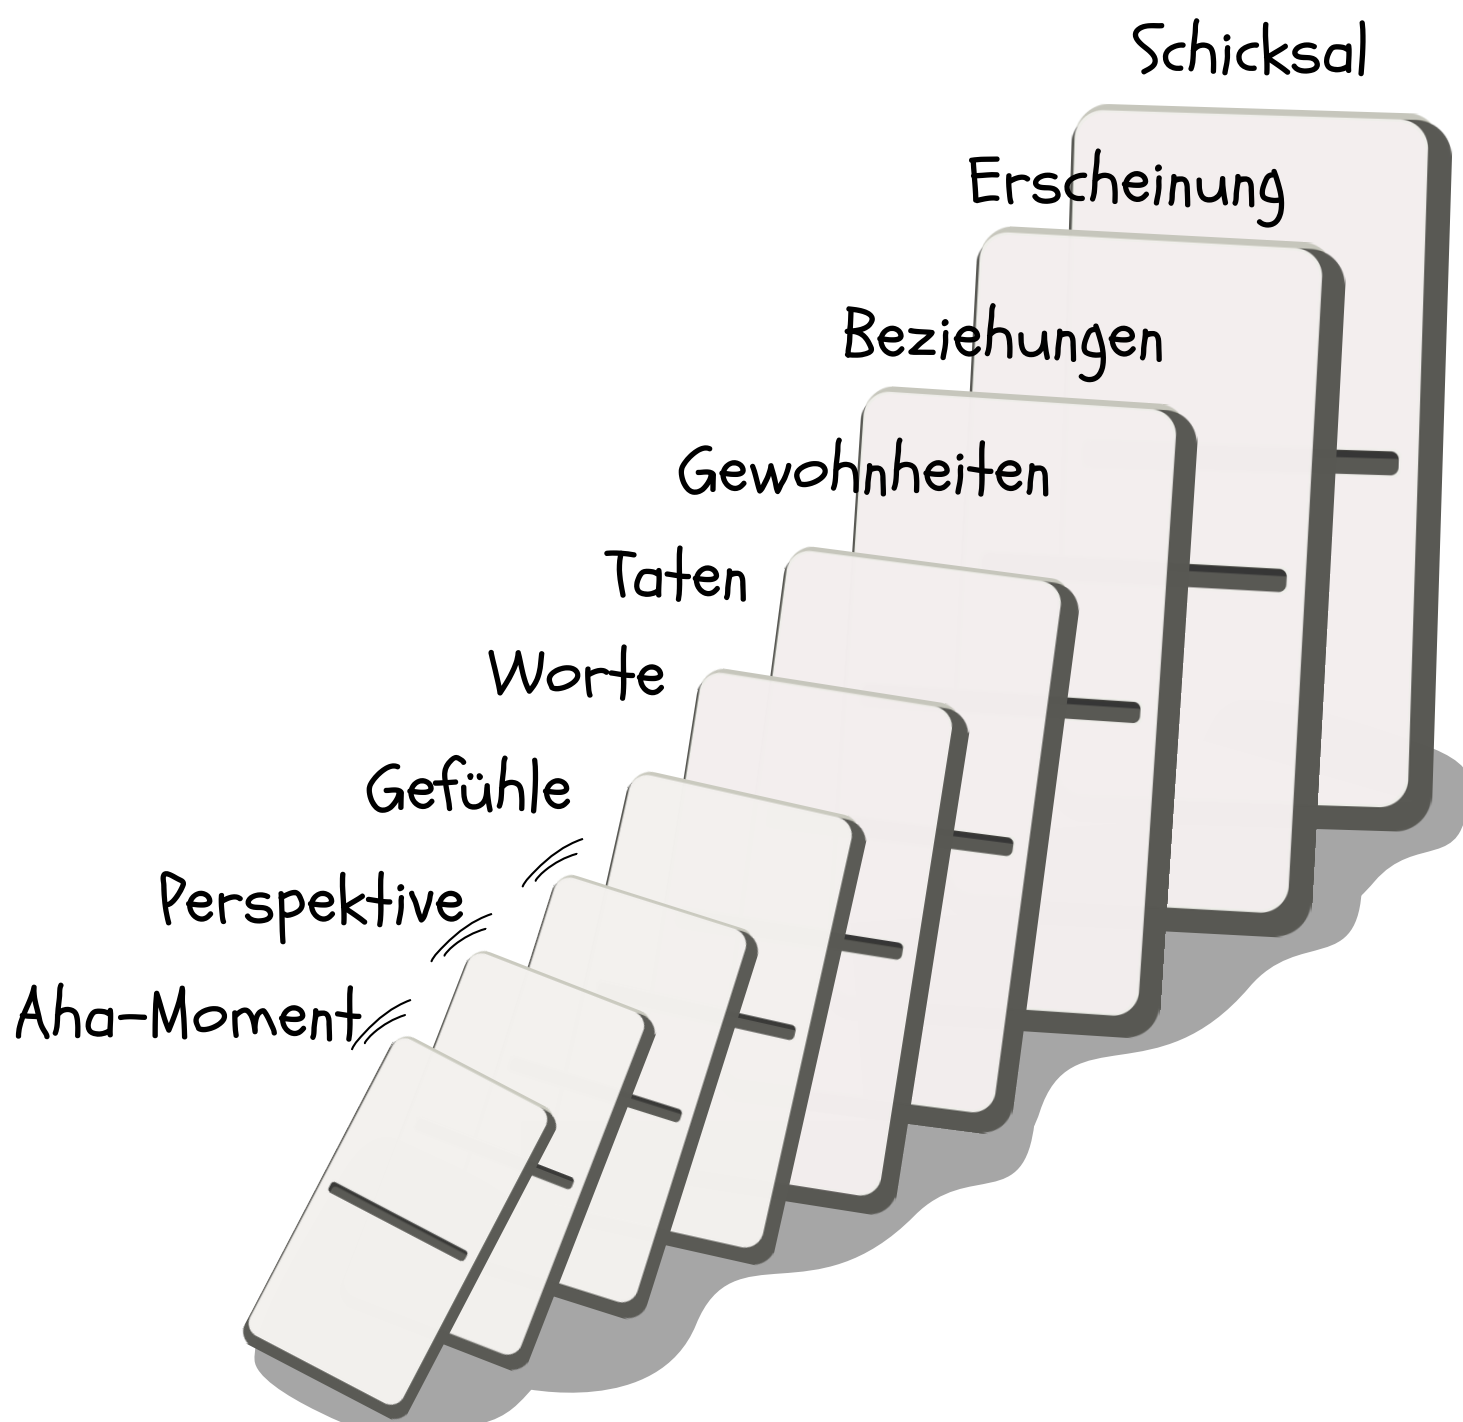 Schicksal
Erscheinung
Beziehungen
Gewohnheiten
Taten
Worte
Gefühle
Perspektive
Aha-Moment